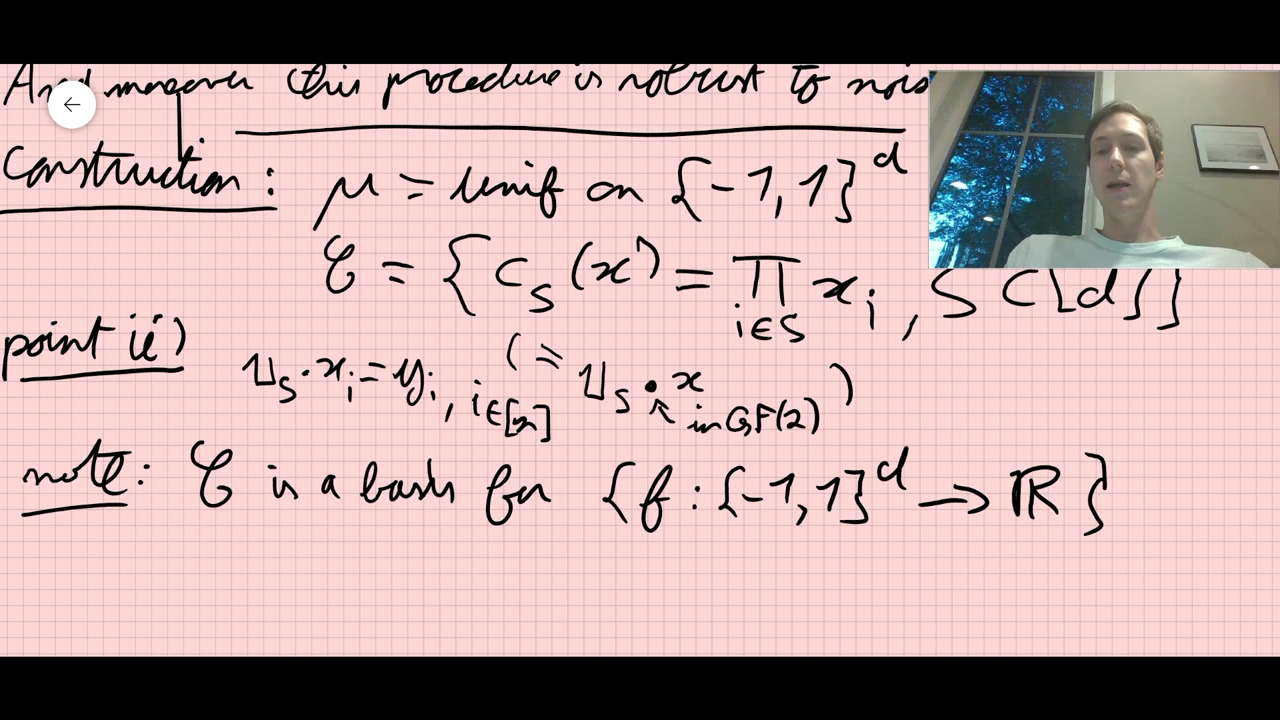 And moreover this procedure is robust to nois
Construction : μ = Unif on {-1,1}^d
𝒞 = { c_S(x) = ∏_{i∈S} x_i , S ⊂ [d] }
point ii) 𝟙_S · x_i = y_i , i∈[n] ( = 𝟙_S · x in GF(2) )
note : 𝒞 is a basis for { f : {-1,1}^d → ℝ }